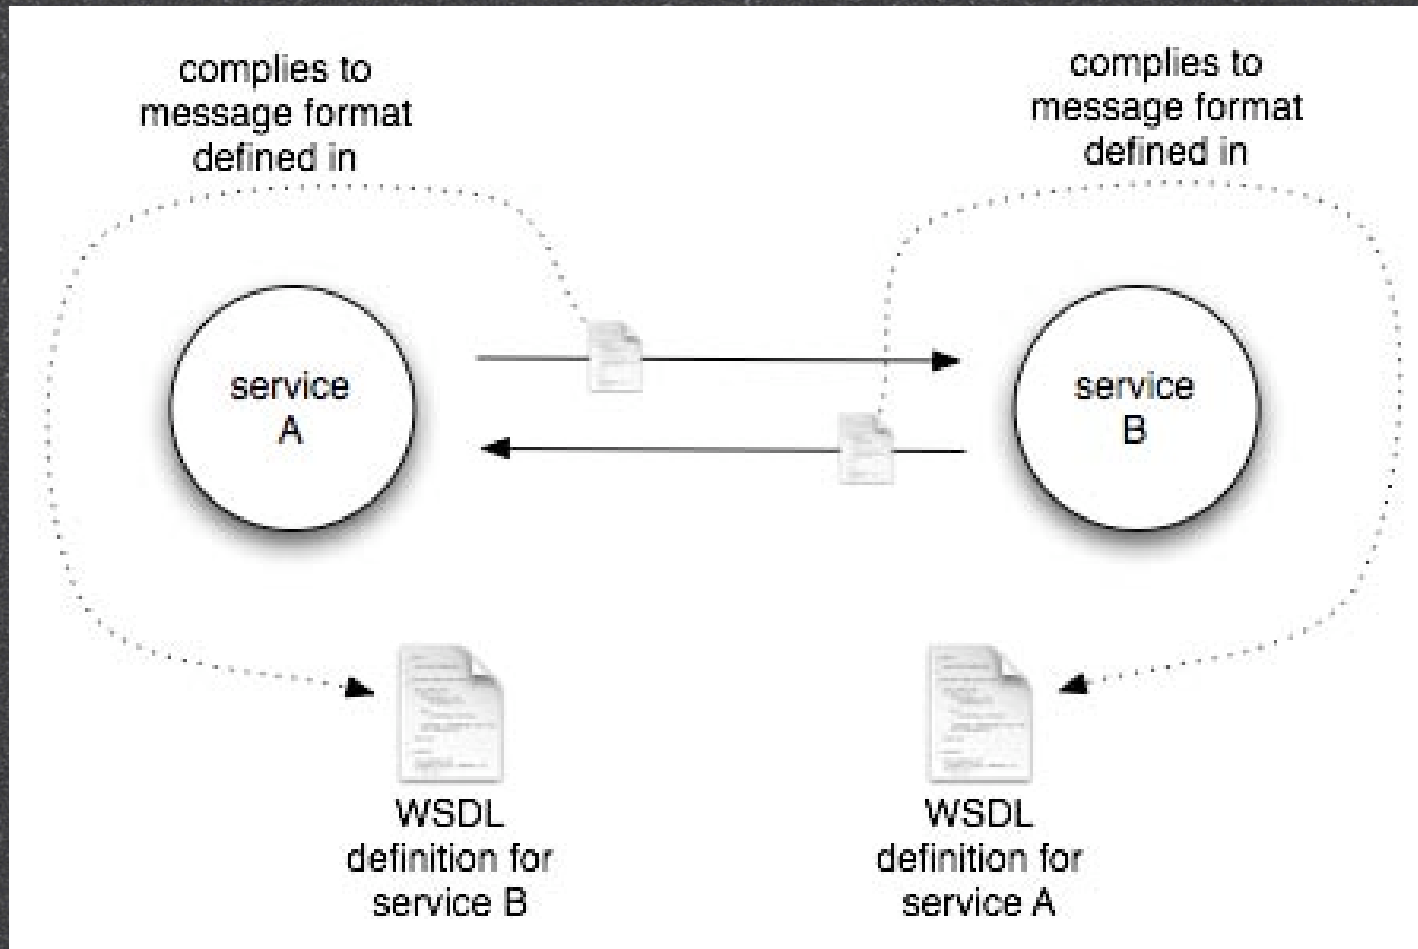 complies to
message format
defined in
complies to
message format
defined in
service
A
service
B
WSDL
definition for
service B
WSDL
definition for
service A